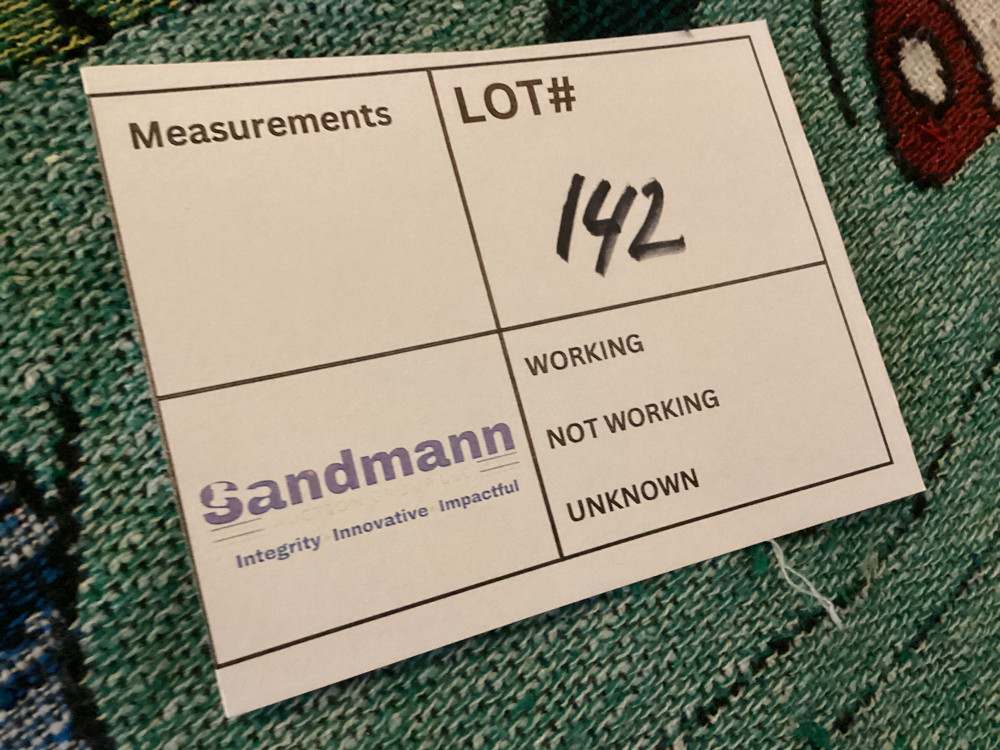 Measurements
LOT#
142
Sandmann
Integrity Innovative Impactful
WORKING
NOT WORKING
UNKNOWN